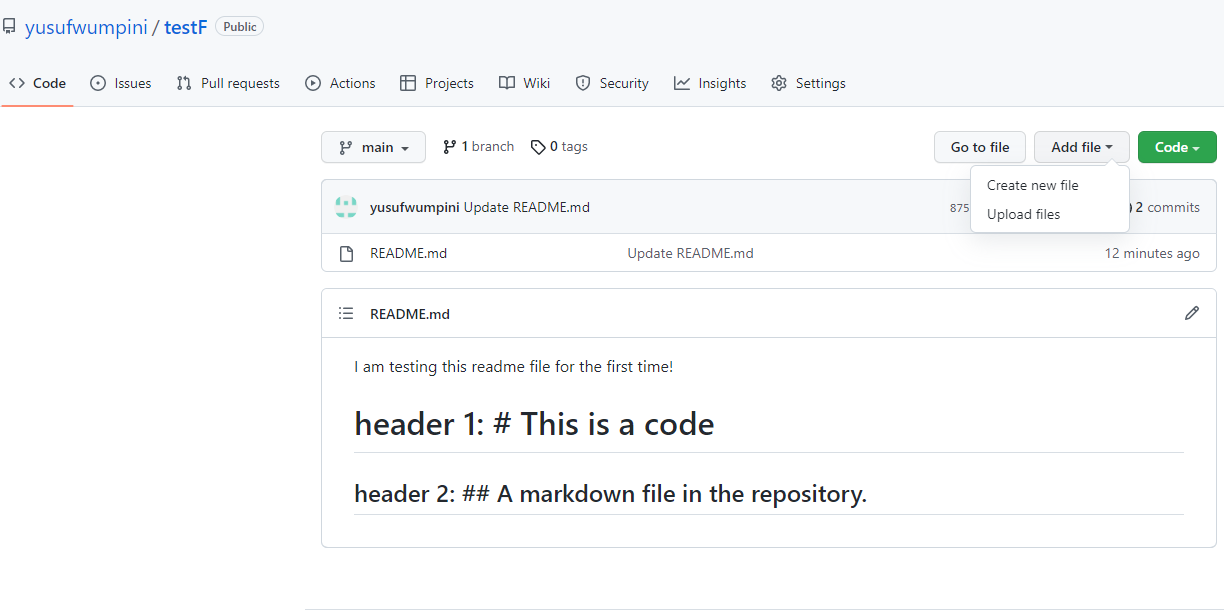 yusufwumpini / testF Public
Code Issues Pull requests Actions Projects Wiki Security Insights Settings
main 1 branch 0 tags Go to file Add file Code
Create new file
Upload files
yusufwumpini Update README.md 875 ) 2 commits
README.md Update README.md 12 minutes ago
README.md
I am testing this readme file for the first time!
header 1: # This is a code
header 2: ## A markdown file in the repository.